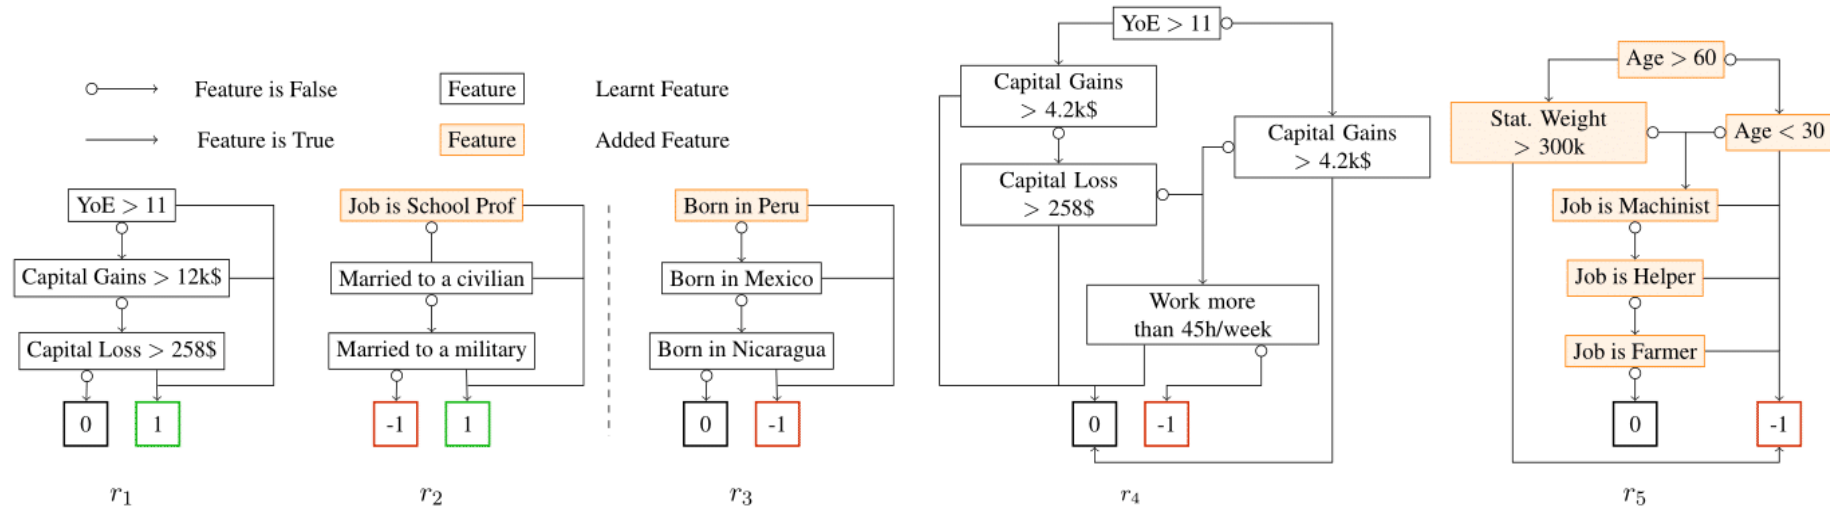 Feature is False
Feature
Learnt Feature
Feature is True
Feature
Added Feature
YoE > 11
Capital Gains > 12k$
Capital Loss > 258$
0
1
r1
Job is School Prof
Married to a civilian
Married to a military
-1
1
r2
Born in Peru
Born in Mexico
Born in Nicaragua
0
-1
r3
YoE > 11
Capital Gains
> 4.2k$
Capital Gains
> 4.2k$
Capital Loss
> 258$
Work more
than 45h/week
0
-1
r4
Age > 60
Stat. Weight
> 300k
Age < 30
Job is Machinist
Job is Helper
Job is Farmer
0
-1
r5